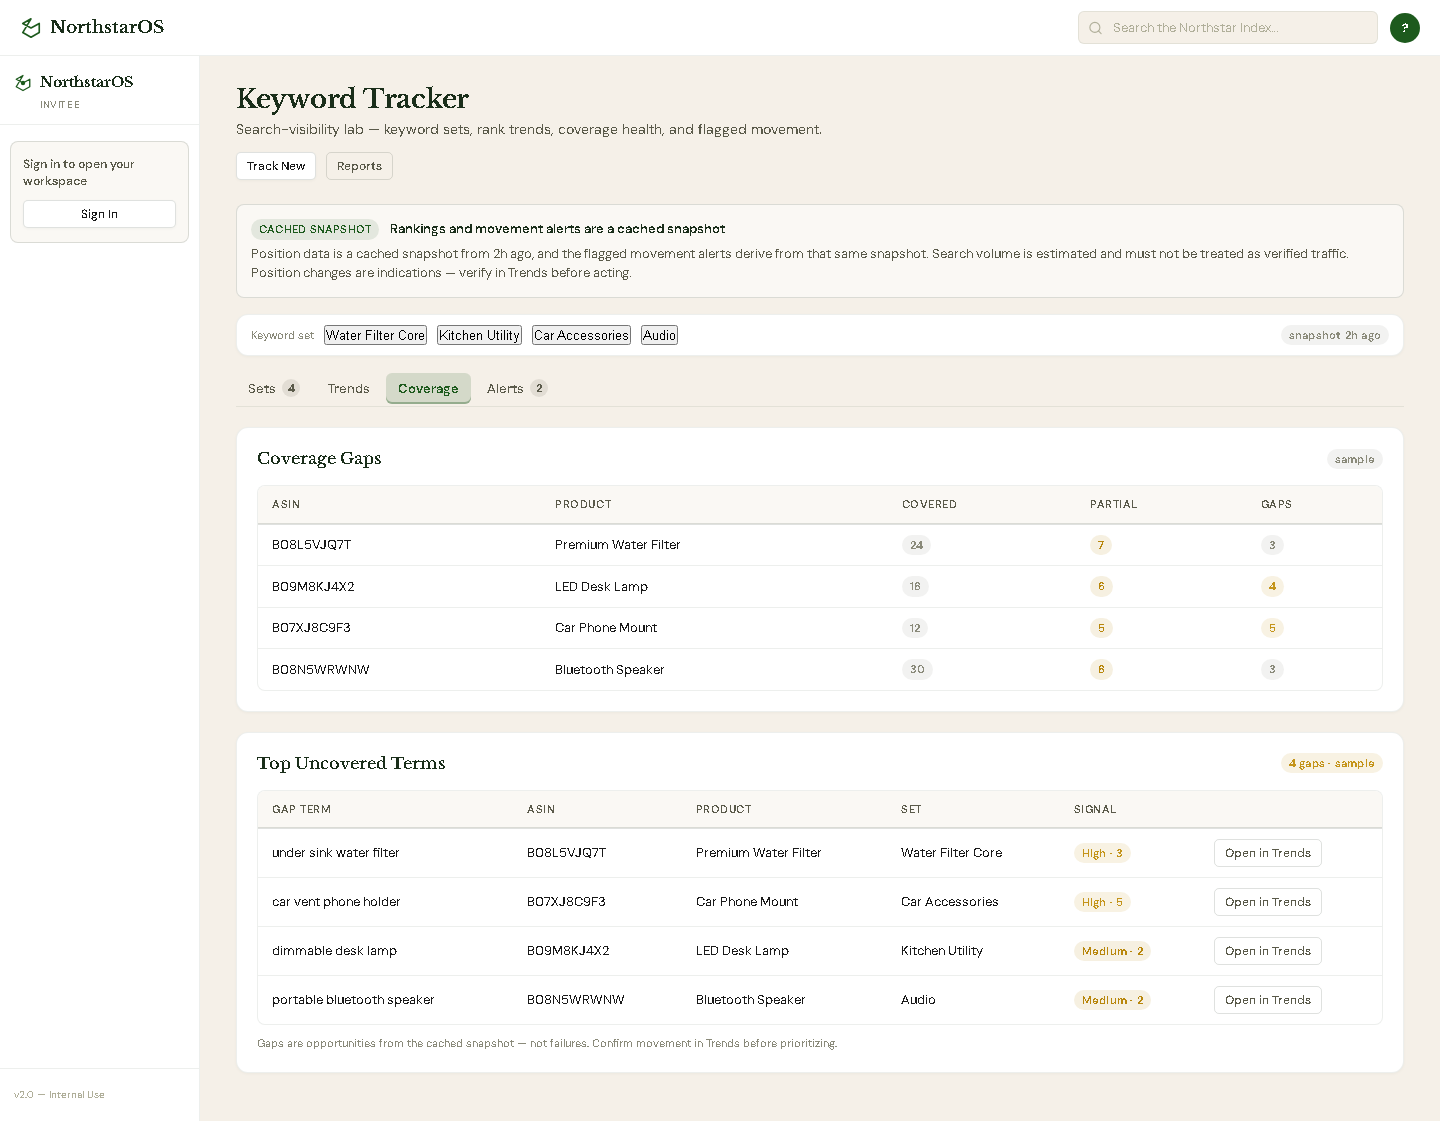 NorthstarOS
Search the Northstar Index...
?
NorthstarOS
INVITEE
Sign in to open your
workspace
Sign In
v2.0 — Internal Use
Keyword Tracker
Search-visibility lab — keyword sets, rank trends, coverage health, and flagged movement.
Track New
Reports
CACHED SNAPSHOT Rankings and movement alerts are a cached snapshot
Position data is a cached snapshot from 2h ago, and the flagged movement alerts derive from that same snapshot. Search volume is estimated and must not be treated as verified traffic.
Position changes are indications — verify in Trends before acting.
Keyword set Water Filter Core Kitchen Utility Car Accessories Audio snapshot 2h ago
Sets 4 Trends Coverage Alerts 2
Coverage Gaps sample
ASIN PRODUCT COVERED PARTIAL GAPS
B08L5VJQ7T Premium Water Filter 24 7 3
B09M8KJ4X2 LED Desk Lamp 18 6 4
B07XJ8C9F3 Car Phone Mount 12 5 5
B08N5WRWNW Bluetooth Speaker 30 6 3
Top Uncovered Terms 4 gaps · sample
GAP TERM ASIN PRODUCT SET SIGNAL
under sink water filter B08L5VJQ7T Premium Water Filter Water Filter Core High · 3 Open in Trends
car vent phone holder B07XJ8C9F3 Car Phone Mount Car Accessories High · 5 Open in Trends
dimmable desk lamp B09M8KJ4X2 LED Desk Lamp Kitchen Utility Medium · 2 Open in Trends
portable bluetooth speaker B08N5WRWNW Bluetooth Speaker Audio Medium · 2 Open in Trends
Gaps are opportunities from the cached snapshot — not failures. Confirm movement in Trends before prioritizing.